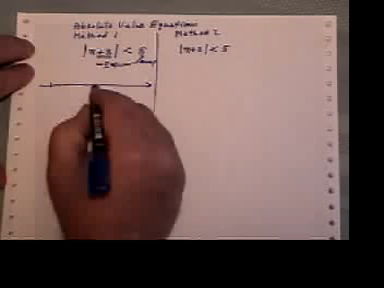 Absolute Value Equations
Method 1
Method 2
|x+3| < 5
|x+3| < 5